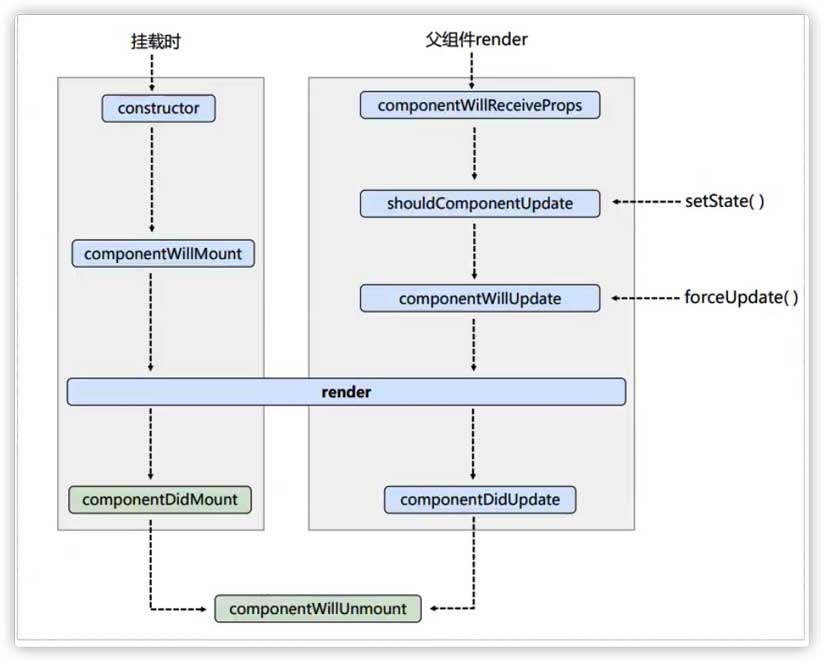 挂载时
父组件render
constructor
componentWillReceiveProps
shouldComponentUpdate
setState( )
componentWillMount
componentWillUpdate
forceUpdate( )
render
componentDidMount
componentDidUpdate
componentWillUnmount